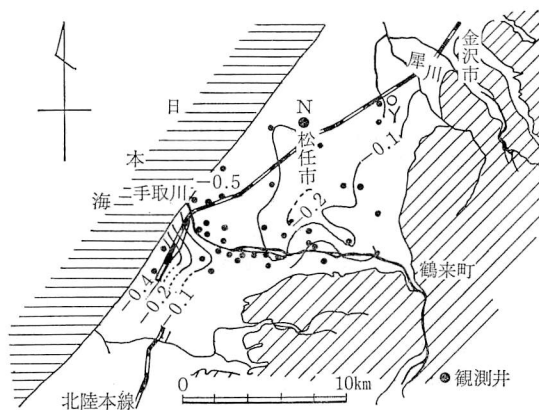 日本海
手取川
松任市
犀川
金沢市
鶴来町
北陸本線
N
Y
-0.5
-0.1
-0.2
-0.4
-0.2
-0.1
0
10km
観測井